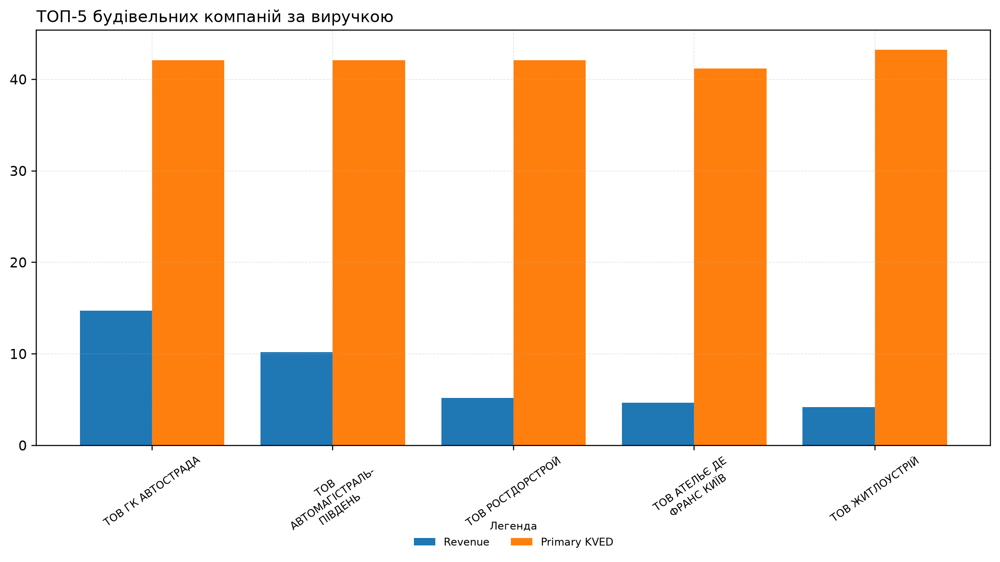 ТОП-5 будівельних компаній за виручкою
40
30
20
10
0
ТОВ ГК АВТОСТРАДА
ТОВ
АВТОМАГІСТРАЛЬ-
ПІВДЕНЬ
ТОВ РОСТДОРСТРОЙ
ТОВ АТЕЛЬЄ ДЕ
ФРАНС КИЇВ
ТОВ ЖИТЛОУСТРІЙ
Легенда
Revenue
Primary KVED